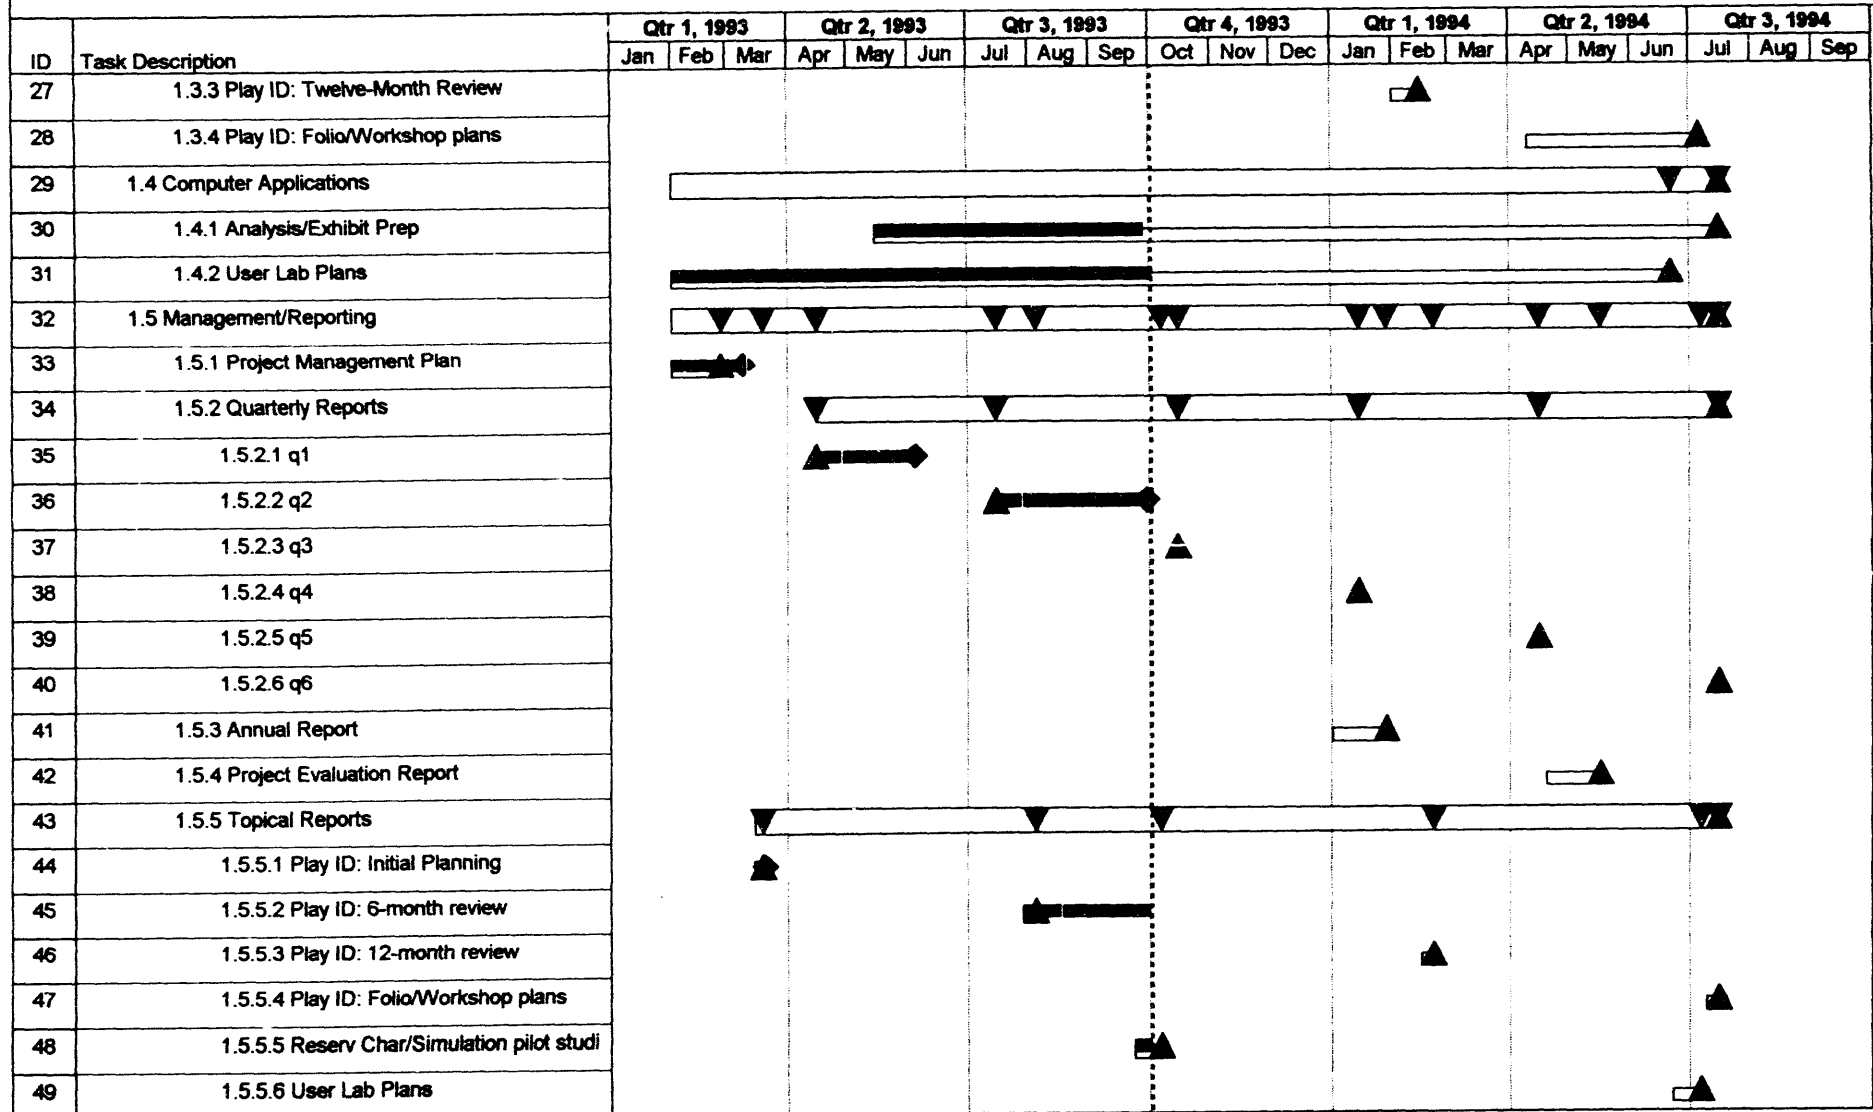 Qtr 1, 1993 Qtr 2, 1993 Qtr 3, 1993 Qtr 4, 1993 Qtr 1, 1994 Qtr 2, 1994 Qtr 3, 1994
ID Task Description Jan Feb Mar Apr May Jun Jul Aug Sep Oct Nov Dec Jan Feb Mar Apr May Jun Jul Aug Sep
27 1.3.3 Play ID: Twelve-Month Review
28 1.3.4 Play ID: Folio/Workshop plans
29 1.4 Computer Applications
30 1.4.1 Analysis/Exhibit Prep
31 1.4.2 User Lab Plans
32 1.5 Management/Reporting
33 1.5.1 Project Management Plan
34 1.5.2 Quarterly Reports
35 1.5.2.1 q1
36 1.5.2.2 q2
37 1.5.2.3 q3
38 1.5.2.4 q4
39 1.5.2.5 q5
40 1.5.2.6 q6
41 1.5.3 Annual Report
42 1.5.4 Project Evaluation Report
43 1.5.5 Topical Reports
44 1.5.5.1 Play ID: Initial Planning
45 1.5.5.2 Play ID: 6-month review
46 1.5.5.3 Play ID: 12-month review
47 1.5.5.4 Play ID: Folio/Workshop plans
48 1.5.5.5 Reserv Char/Simulation pilot studi
49 1.5.5.6 User Lab Plans